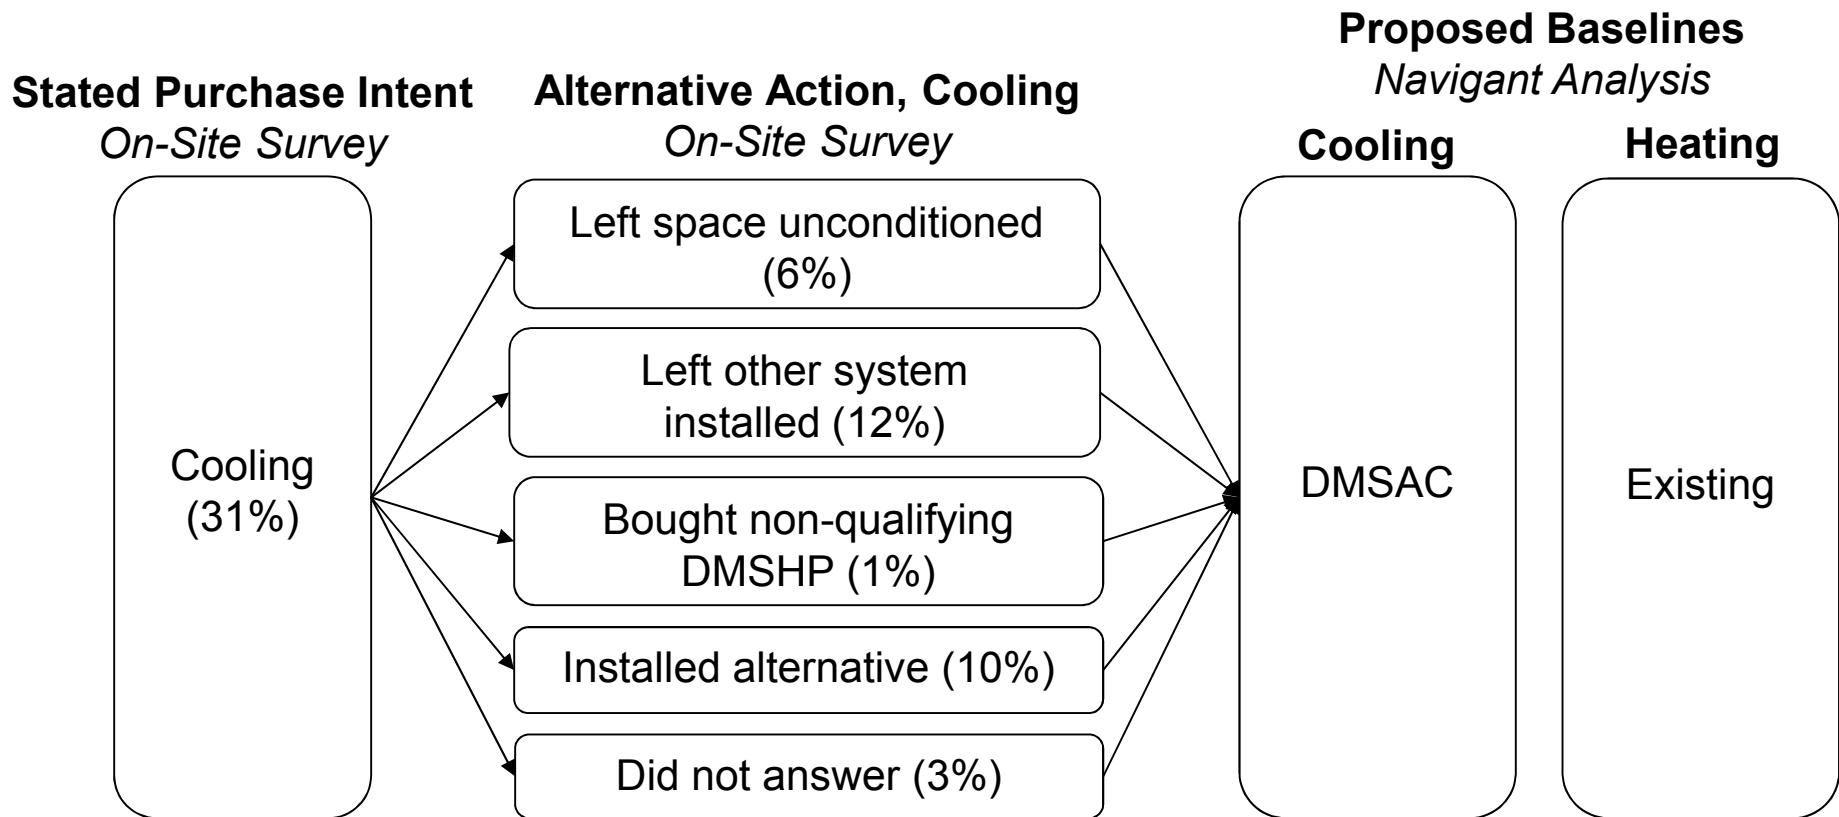 Stated Purchase Intent
On-Site Survey
Alternative Action, Cooling
On-Site Survey
Proposed Baselines
Navigant Analysis
Cooling
Heating
Cooling
(31%)
Left space unconditioned
(6%)
Left other system
installed (12%)
Bought non-qualifying
DMSHP (1%)
Installed alternative (10%)
Did not answer (3%)
DMSAC
Existing